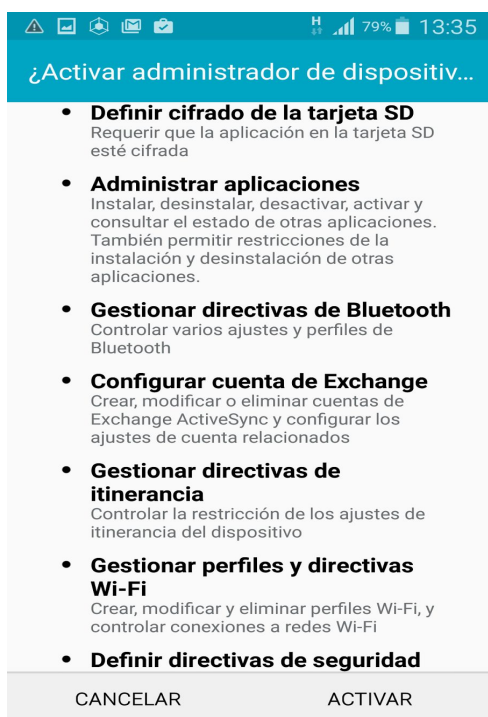 H 79% 13:35
¿Activar administrador de dispositiv...
• Definir cifrado de la tarjeta SD
Requerir que la aplicación en la tarjeta SD
esté cifrada
• Administrar aplicaciones
Instalar, desinstalar, desactivar, activar y
consultar el estado de otras aplicaciones.
También permitir restricciones de la
instalación y desinstalación de otras
aplicaciones.
• Gestionar directivas de Bluetooth
Controlar varios ajustes y perfiles de
Bluetooth
• Configurar cuenta de Exchange
Crear, modificar o eliminar cuentas de
Exchange ActiveSync y configurar los
ajustes de cuenta relacionados
• Gestionar directivas de
itinerancia
Controlar la restricción de los ajustes de
itinerancia del dispositivo
• Gestionar perfiles y directivas
Wi-Fi
Crear, modificar y eliminar perfiles Wi-Fi, y
controlar conexiones a redes Wi-Fi
• Definir directivas de seguridad
CANCELAR ACTIVAR